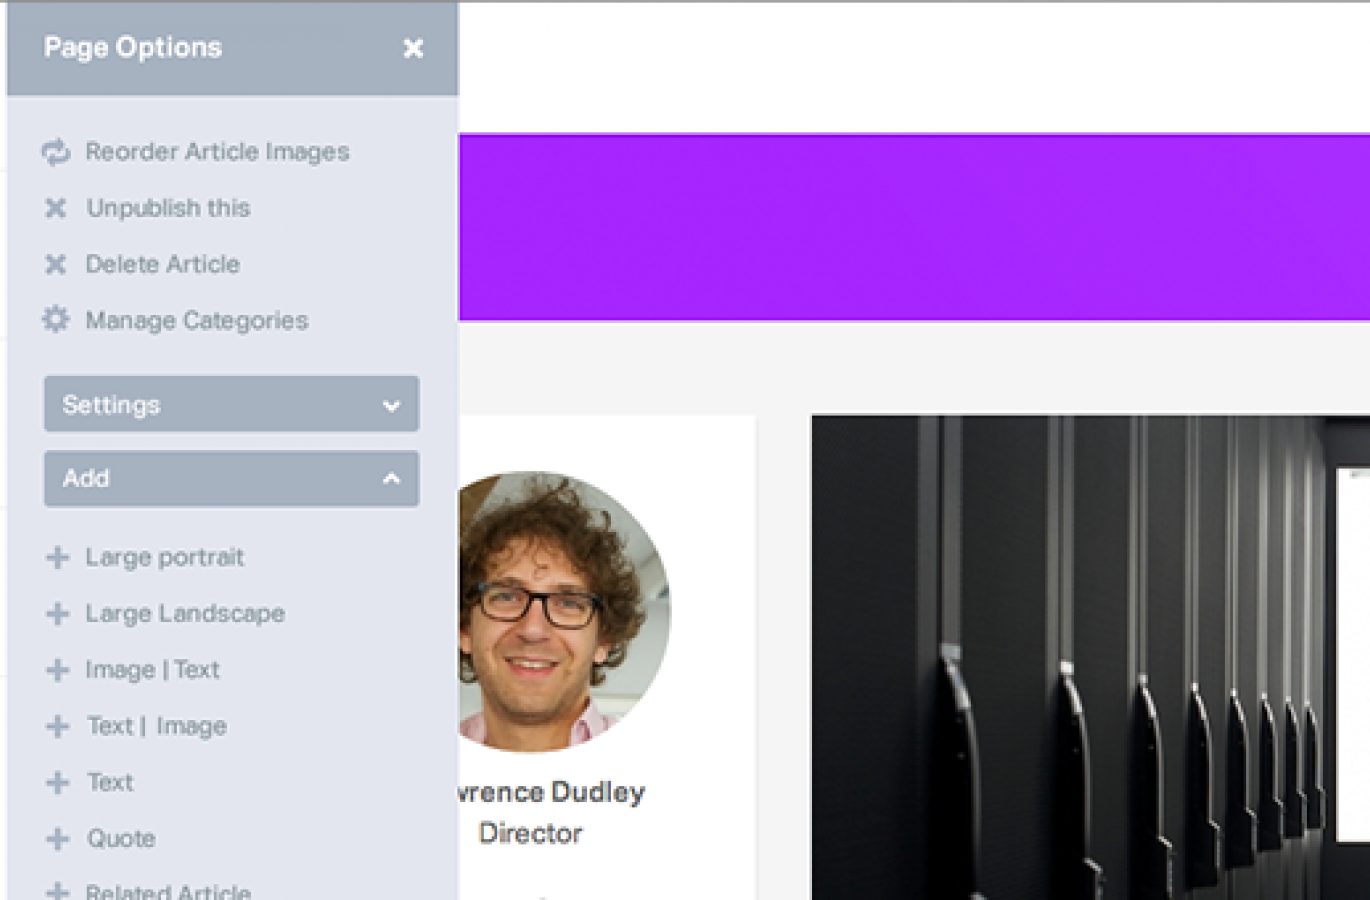 Page Options
Reorder Article Images
Unpublish this
Delete Article
Manage Categories
Settings
Add
Large portrait
Large Landscape
Image | Text
Text | Image
Text
Quote
Related Article
wrence Dudley
Director